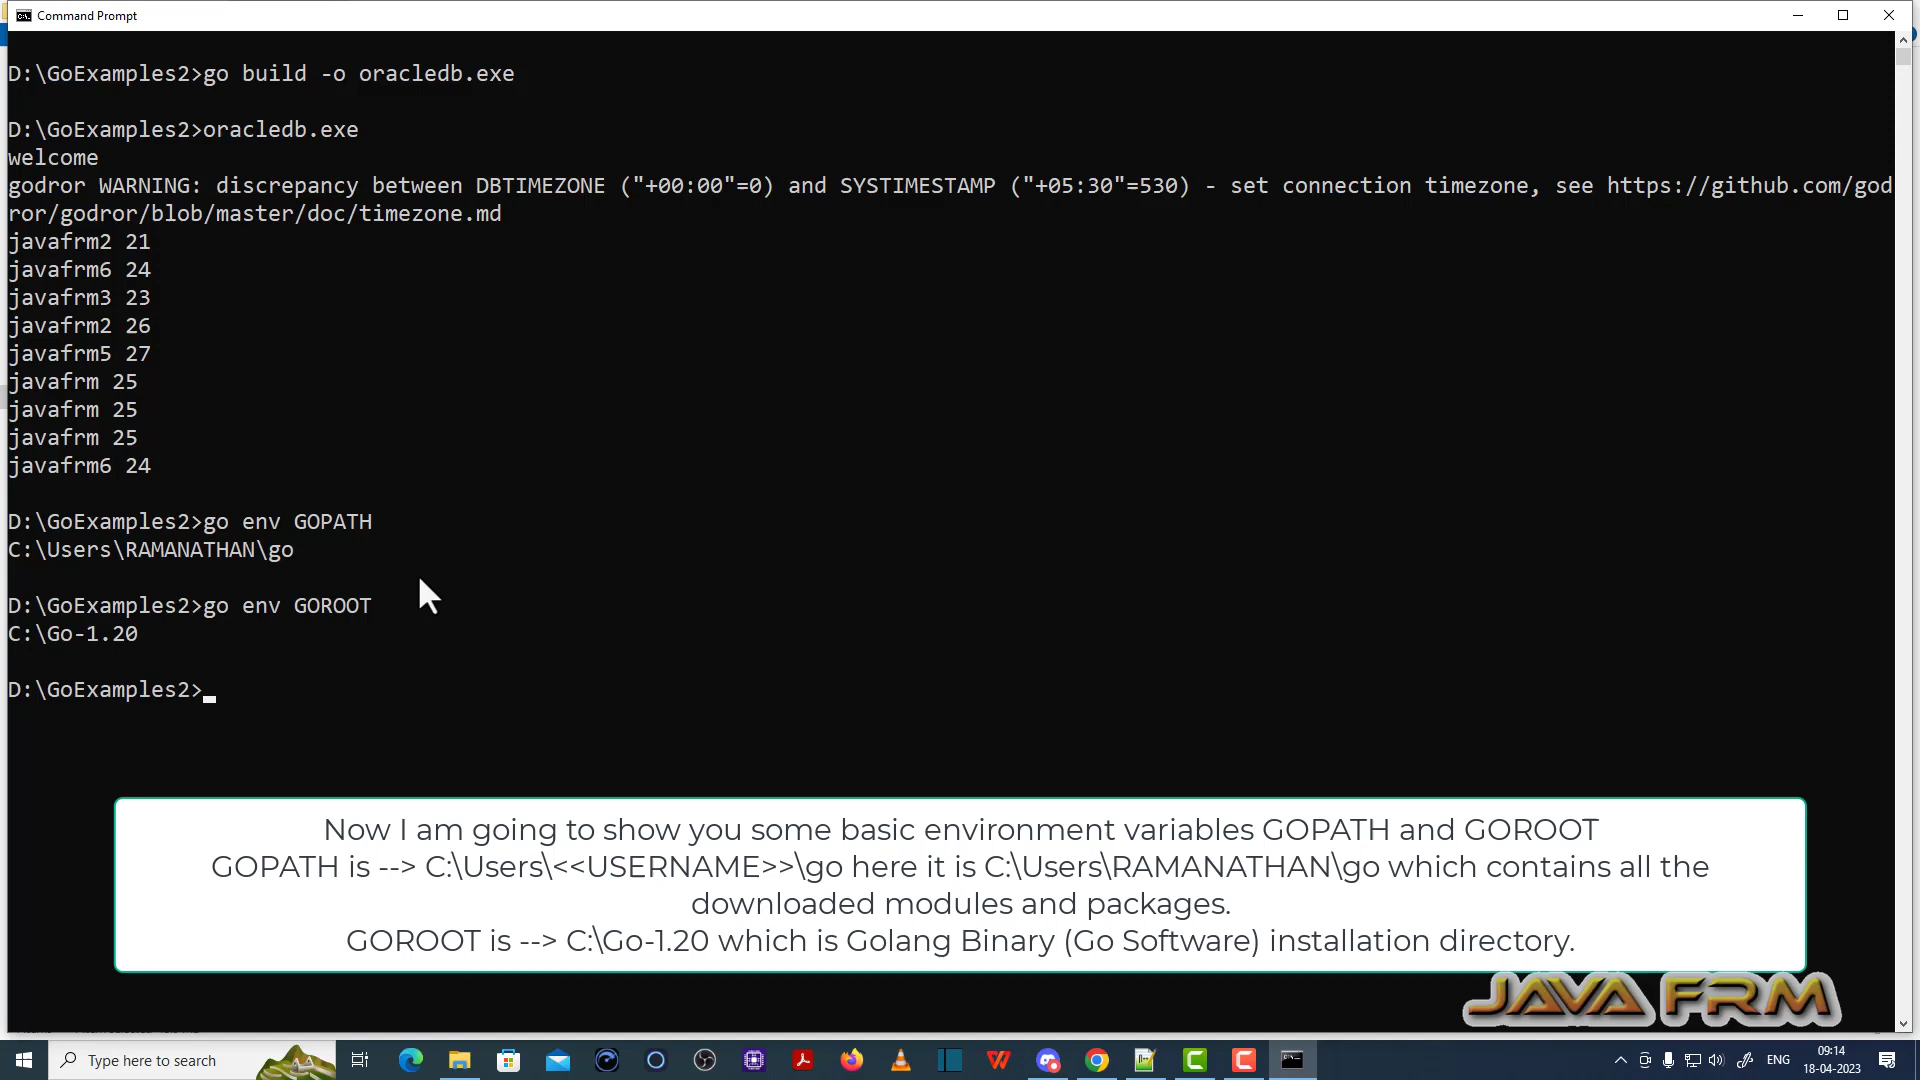 Command Prompt
D:\GoExamples2>go build -o oracledb.exe
D:\GoExamples2>oracledb.exe
welcome
godror WARNING: discrepancy between DBTIMEZONE ("+00:00"=0) and SYSTIMESTAMP ("+05:30"=530) - set connection timezone, see https://github.com/god
ror/godror/blob/master/doc/timezone.md
javafrm2 21
javafrm6 24
javafrm3 23
javafrm2 26
javafrm5 27
javafrm 25
javafrm 25
javafrm 25
javafrm6 24
D:\GoExamples2>go env GOPATH
C:\Users\RAMANATHAN\go
D:\GoExamples2>go env GOROOT
C:\Go-1.20
D:\GoExamples2>
Now I am going to show you some basic environment variables GOPATH and GOROOT
GOPATH is --> C:\Users\<<USERNAME>>\go here it is C:\Users\RAMANATHAN\go which contains all the
downloaded modules and packages.
GOROOT is --> C:\Go-1.20 which is Golang Binary (Go Software) installation directory.
JAVA FRM
Type here to search
ENG
09:14
18-04-2023